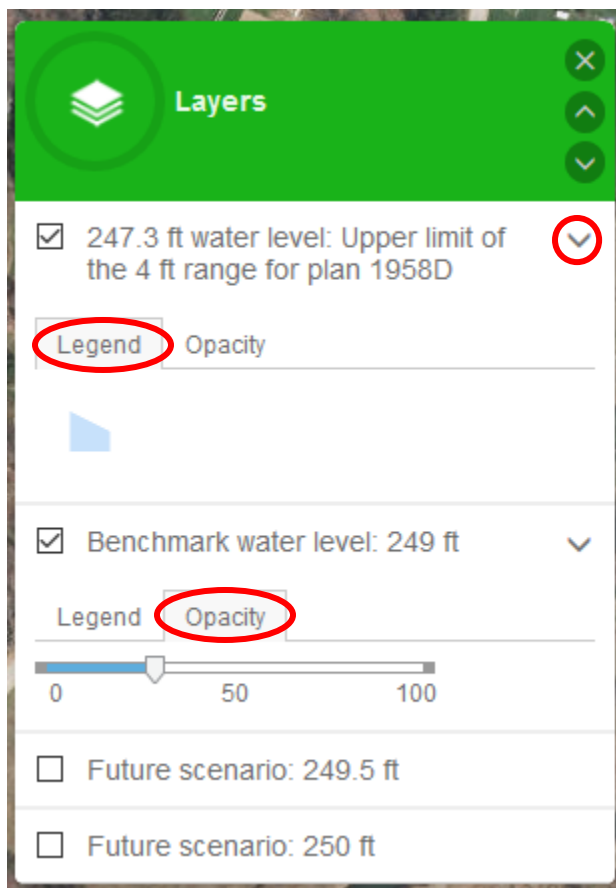 Layers
247.3 ft water level: Upper limit of
the 4 ft range for plan 1958D
Legend Opacity
Benchmark water level: 249 ft
Legend Opacity
0 50 100
Future scenario: 249.5 ft
Future scenario: 250 ft